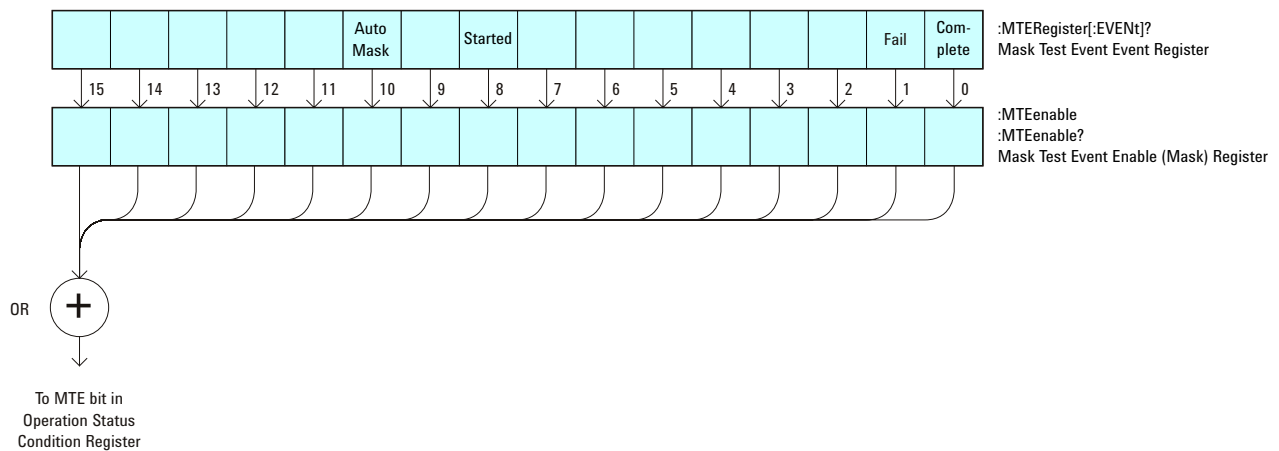 Auto
Mask
Started
Fail
Com-
plete
:MTERegister[:EVENt]?
Mask Test Event Event Register
15 14 13 12 11 10 9 8 7 6 5 4 3 2 1 0
:MTEenable
:MTEenable?
Mask Test Event Enable (Mask) Register
OR
+
To MTE bit in
Operation Status
Condition Register